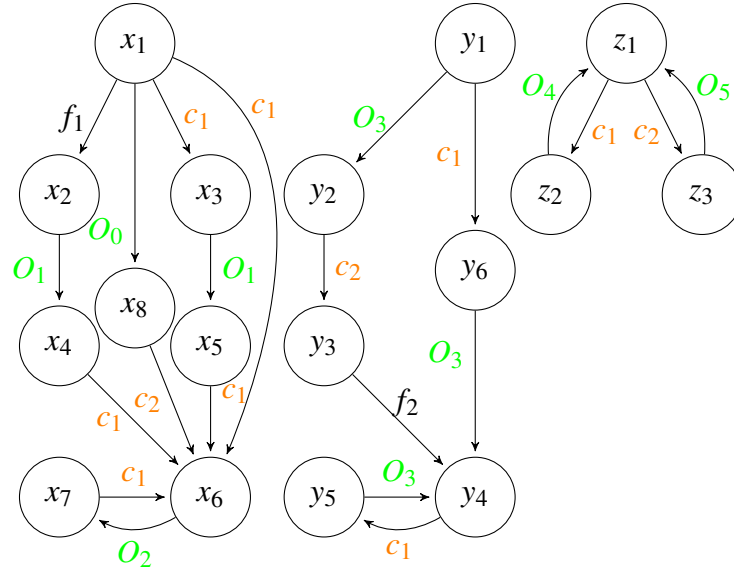 x₁ y₁ z₁
f₁ c₁ c₁ O₃ O₄ c₁ c₂ O₅
c₁
x₂ x₃ y₂ z₂ z₃
O₀
O₁ O₁ c₂ y₆
x₈
x₄ x₅ y₃ O₃
c₁ c₂ c₁ f₂
x₇ c₁ x₆ y₅ O₃ y₄
O₂ c₁